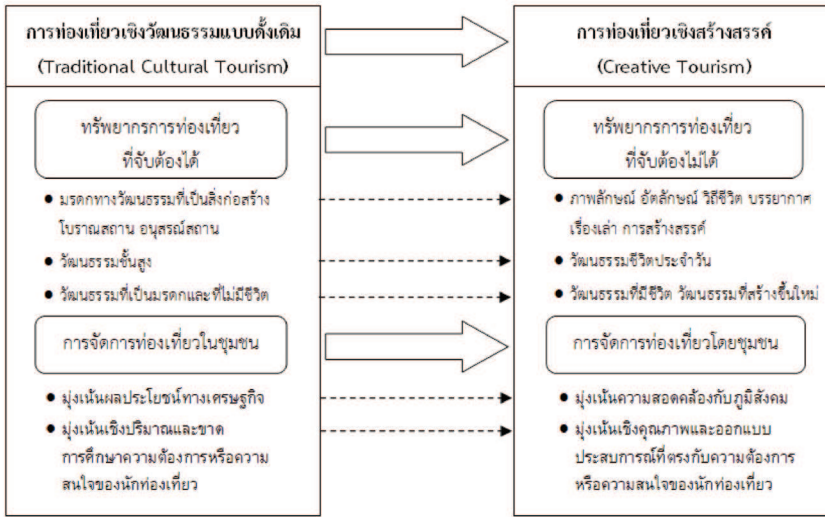 การท่องเที่ยวเชิงวัฒนธรรมแบบดั้งเดิม
(Traditional Cultural Tourism)
ทรัพยากรการท่องเที่ยว
ที่จับต้องได้
● มรดกทางวัฒนธรรมที่เป็นสิ่งก่อสร้าง
โบราณสถาน อนุสรณ์สถาน
● วัฒนธรรมชั้นสูง
● วัฒนธรรมที่เป็นมรดกและที่ไม่มีชีวิต
การจัดการท่องเที่ยวในชุมชน
● มุ่งเน้นผลประโยชน์ทางเศรษฐกิจ
● มุ่งเน้นเชิงปริมาณและขาด
การศึกษาความต้องการหรือความ
สนใจของนักท่องเที่ยว
การท่องเที่ยวเชิงสร้างสรรค์
(Creative Tourism)
ทรัพยากรการท่องเที่ยว
ที่จับต้องไม่ได้
● ภาพลักษณ์ อัตลักษณ์ วิถีชีวิต บรรยากาศ
เรื่องเล่า การสร้างสรรค์
● วัฒนธรรมชีวิตประจำวัน
● วัฒนธรรมที่มีชีวิต วัฒนธรรมที่สร้างขึ้นใหม่
การจัดการท่องเที่ยวโดยชุมชน
● มุ่งเน้นความสอดคล้องกับภูมิสังคม
● มุ่งเน้นเชิงคุณภาพและออกแบบ
ประสบการณ์ที่ตรงกับความต้องการ
หรือความสนใจของนักท่องเที่ยว